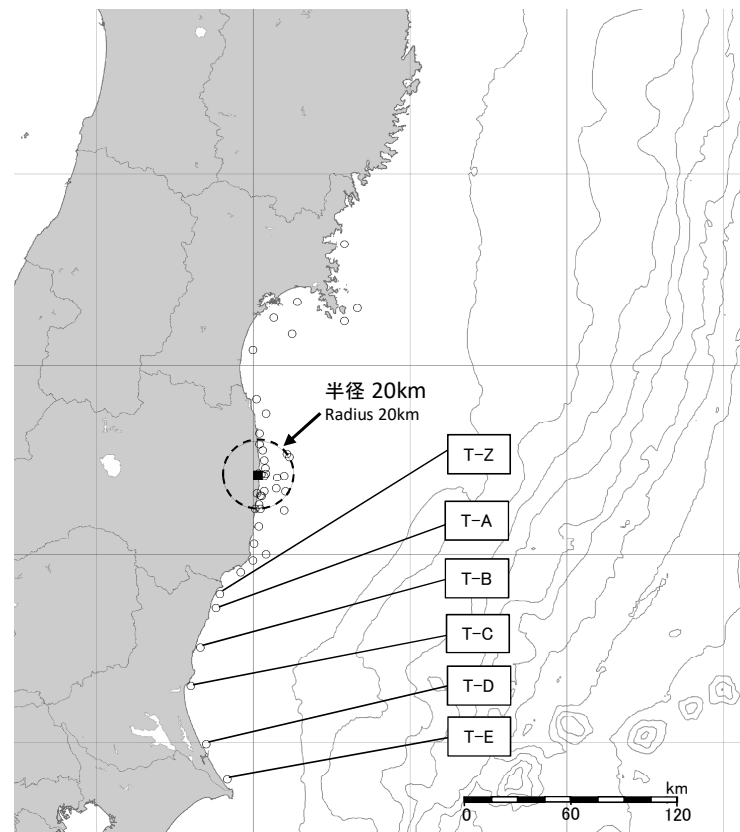 半径 20km
Radius 20km
T-Z
T-A
T-B
T-C
T-D
T-E
km
0 60 120